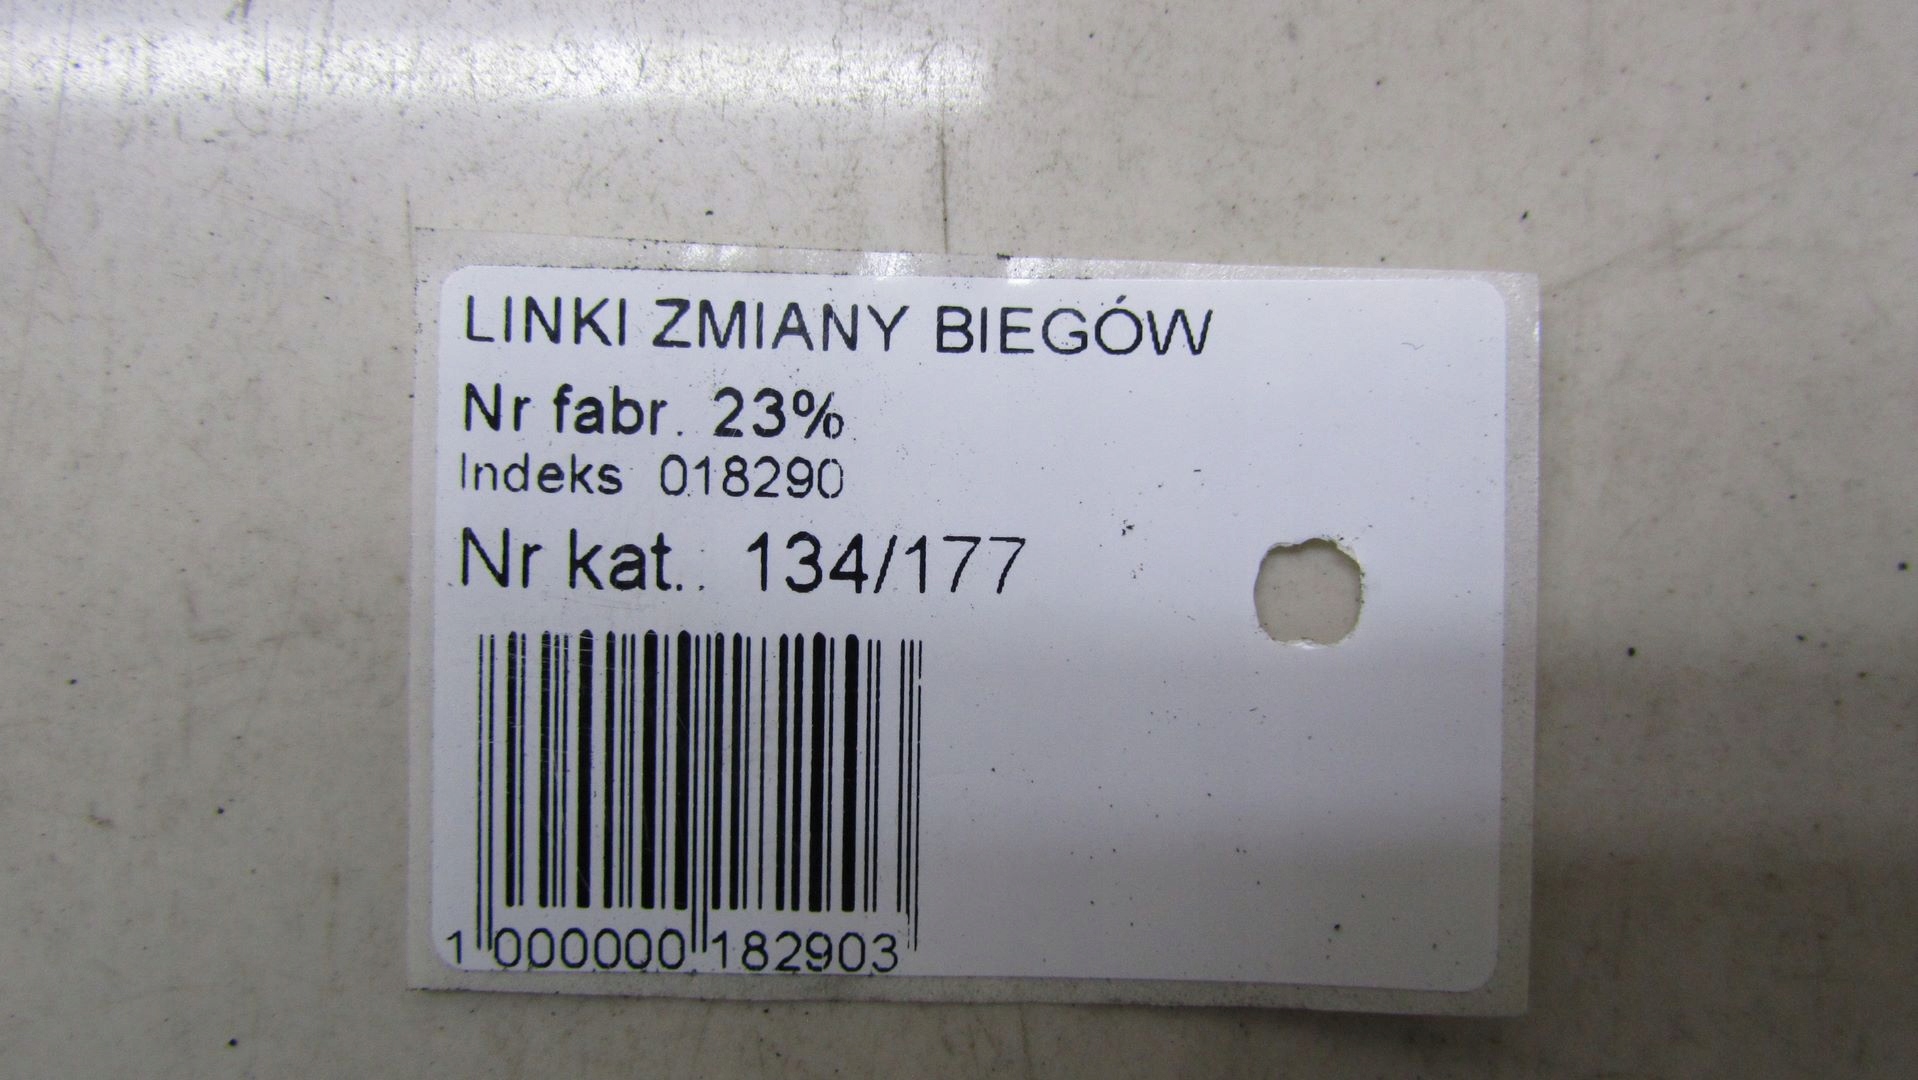 LINKI ZMIANY BIEGÓW
Nr fabr. 23%
Indeks 018290
Nr kat.. 134/177
1 000000 182903